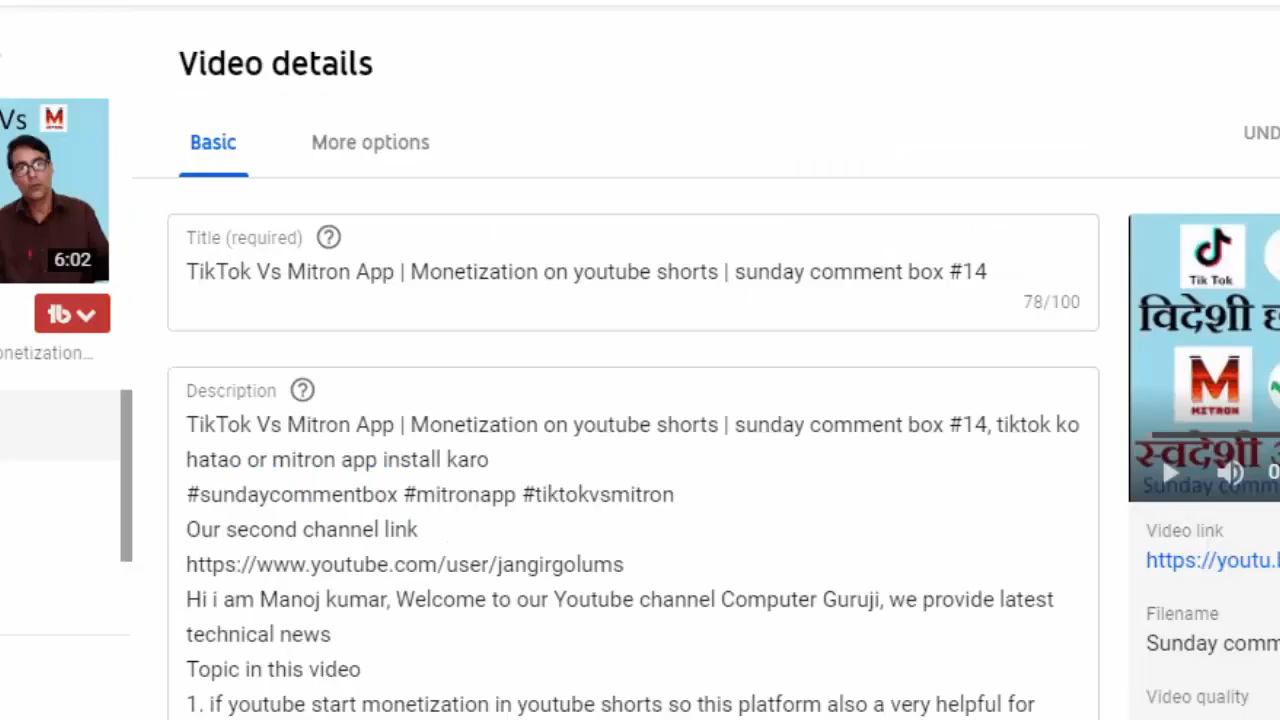 Video details
Vs M
MITRON
6:02
tb
onetization...
Basic
More options
UND
Title (required) ?
TikTok Vs Mitron App | Monetization on youtube shorts | sunday comment box #14
78/100
Description ?
TikTok Vs Mitron App | Monetization on youtube shorts | sunday comment box #14, tiktok ko
hatao or mitron app install karo
#sundaycommentbox #mitronapp #tiktokvsmitron
Our second channel link
https://www.youtube.com/user/jangirgolums
Hi i am Manoj kumar, Welcome to our Youtube channel Computer Guruji, we provide latest
technical news
Topic in this video
1. if youtube start monetization in youtube shorts so this platform also a very helpful for
Tik Tok
विदेशी
M
MITRON
स्वदेशी
Sunday comm
0
Video link
https://youtu.b
Filename
Sunday comm
Video quality